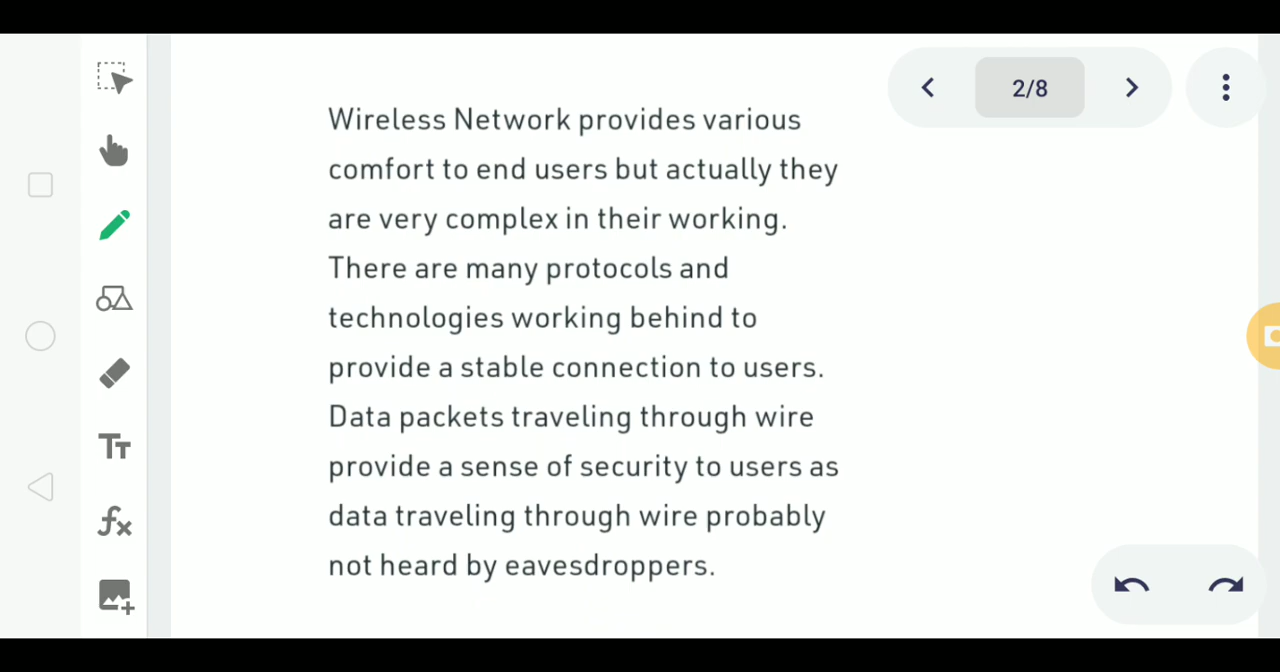 2/8
Wireless Network provides various
comfort to end users but actually they
are very complex in their working.
There are many protocols and
technologies working behind to
provide a stable connection to users.
Data packets traveling through wire
provide a sense of security to users as
data traveling through wire probably
not heard by eavesdroppers.
TT
fx